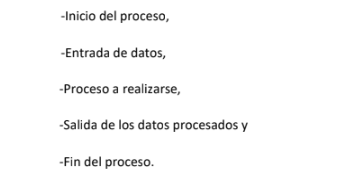 -Inicio del proceso,
-Entrada de datos,
-Proceso a realizarse,
-Salida de los datos procesados y
-Fin del proceso.